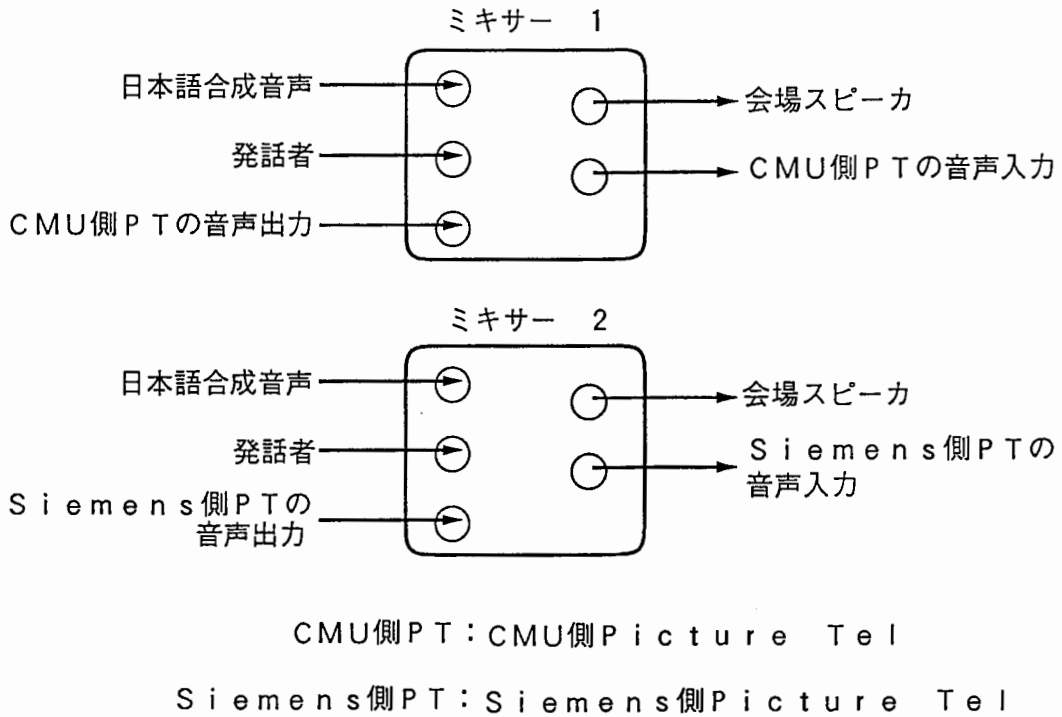 ミキサー 1
日本語合成音声
発話者
CMU側PTの音声出力
会場スピーカ
CMU側PTの音声入力
ミキサー 2
日本語合成音声
発話者
Siemens側PTの
音声出力
会場スピーカ
Siemens側PTの
音声入力
CMU側PT:CMU側Picture Tel
Siemens側PT:Siemens側Picture Tel